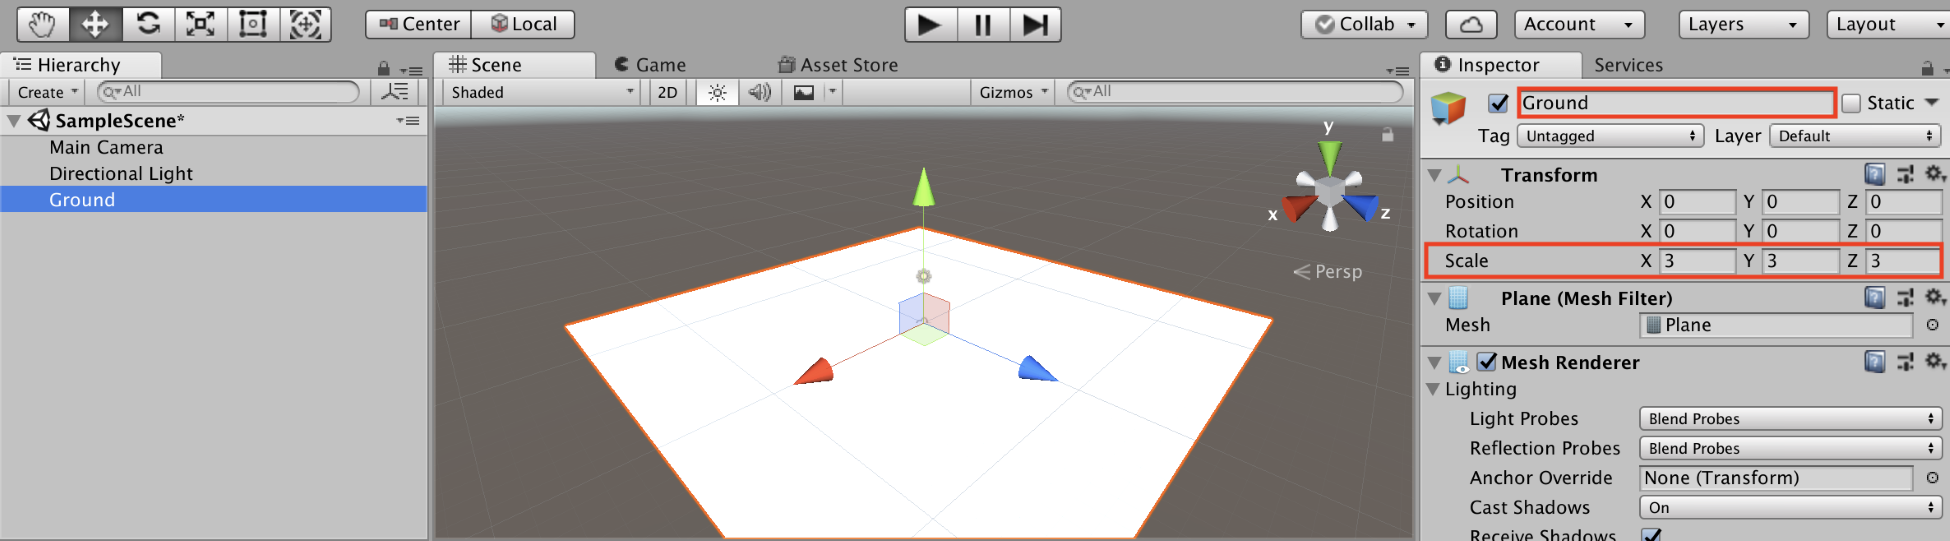 Center Local Collab Account Layers Layout
Hierarchy
Create All
SampleScene*
Main Camera
Directional Light
Ground
Scene Game Asset Store
Shaded 2D Gizmos All
y
x
z
Persp
Inspector Services
Ground Static
Tag Untagged Layer Default
Transform
Position X 0 Y 0 Z 0
Rotation X 0 Y 0 Z 0
Scale X 3 Y 3 Z 3
Plane (Mesh Filter)
Mesh Plane
Mesh Renderer
Lighting
Light Probes Blend Probes
Reflection Probes Blend Probes
Anchor Override None (Transform)
Cast Shadows On
Receive Shadows